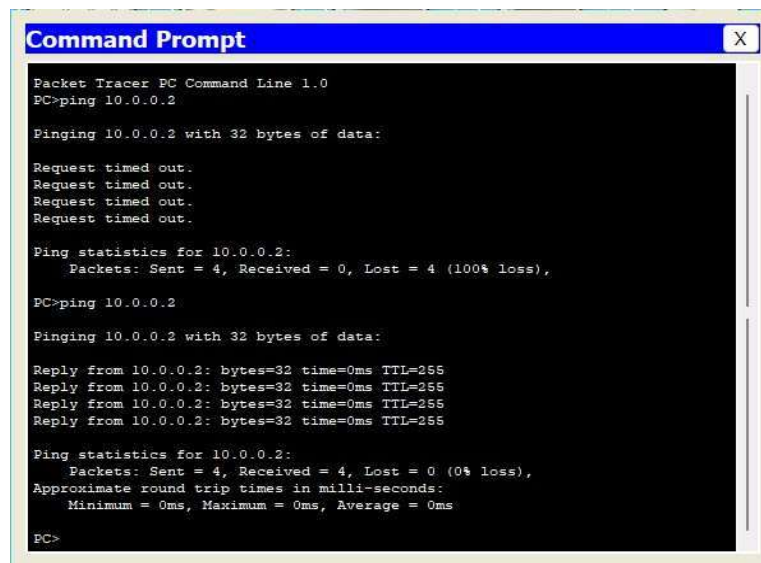 Command Prompt
X
Packet Tracer PC Command Line 1.0
PC>ping 10.0.0.2
Pinging 10.0.0.2 with 32 bytes of data:
Request timed out.
Request timed out.
Request timed out.
Request timed out.
Ping statistics for 10.0.0.2:
Packets: Sent = 4, Received = 0, Lost = 4 (100% loss),
PC>ping 10.0.0.2
Pinging 10.0.0.2 with 32 bytes of data:
Reply from 10.0.0.2: bytes=32 time=0ms TTL=255
Reply from 10.0.0.2: bytes=32 time=0ms TTL=255
Reply from 10.0.0.2: bytes=32 time=0ms TTL=255
Reply from 10.0.0.2: bytes=32 time=0ms TTL=255
Ping statistics for 10.0.0.2:
Packets: Sent = 4, Received = 4, Lost = 0 (0% loss),
Approximate round trip times in milli-seconds:
Minimum = 0ms, Maximum = 0ms, Average = 0ms
PC>